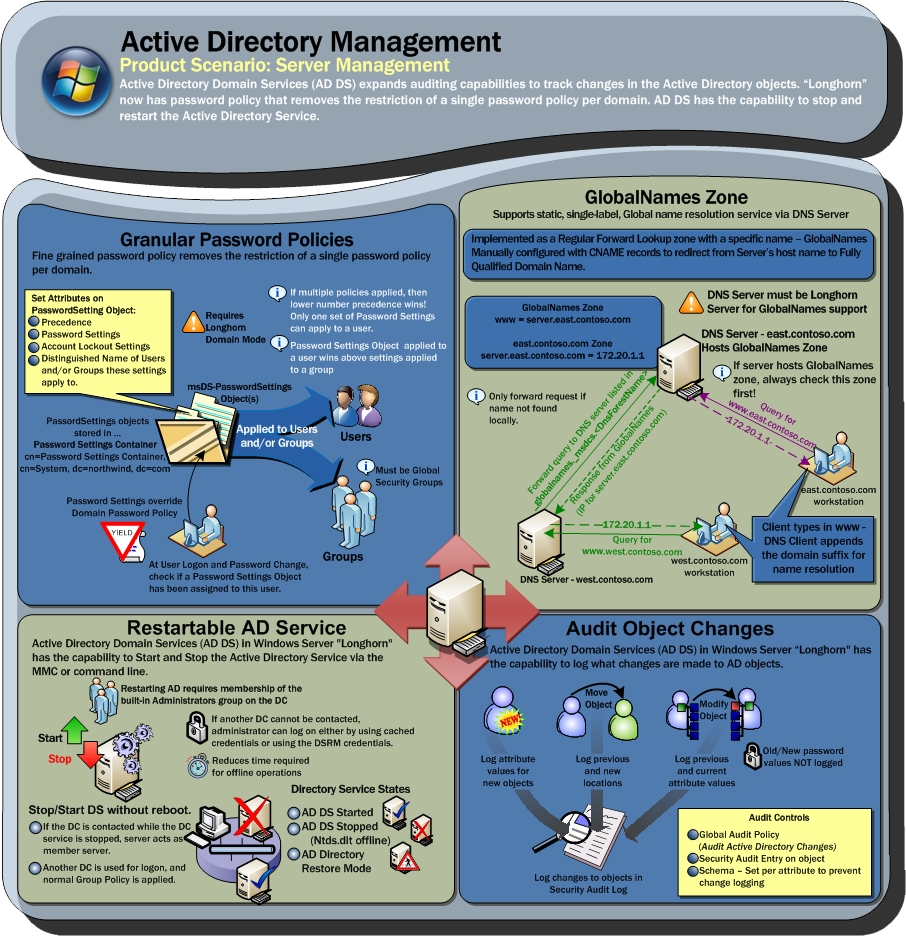 Active Directory Management
Product Scenario: Server Management
Active Directory Domain Services (AD DS) expands auditing capabilities to track changes in the Active Directory objects. “Longhorn”
now has password policy that removes the restriction of a single password policy per domain. AD DS has the capability to stop and
restart the Active Directory Service.
Granular Password Policies
Fine grained password policy removes the restriction of a single password policy
per domain.
Set Attributes on
PasswordSetting Object:
Precedence
Password Settings
Account Lockout Settings
Distinguished Name of Users
and/or Groups these settings
apply to.
Requires
Longhorn
Domain Mode
If multiple policies applied, then
lower number precedence wins!
Only one set of Password Settings
can apply to a user.
Password Settings Object applied to
a user wins above settings applied
to a group
msDS-PasswordSettings
Object(s)
PassordSettings objects
stored in ...
Password Settings Container
cn=Password Settings Container,
cn=System, dc=northwind, dc=com
Applied to Users
and/or Groups
Users
Must be Global
Security Groups
Password Settings override
Domain Password Policy
YIELD
At User Logon and Password Change,
check if a Password Settings Object
has been assigned to this user.
Groups
GlobalNames Zone
Supports static, single-label, Global name resolution service via DNS Server
Implemented as a Regular Forward Lookup zone with a specific name – GlobalNames
Manually configured with CNAME records to redirect from Server’s host name to Fully
Qualified Domain Name.
GlobalNames Zone
www = server.east.contoso.com
east.contoso.com Zone
server.east.contoso.com = 172.20.1.1
DNS Server must be Longhorn
Server for GlobalNames support
DNS Server - east.contoso.com
Hosts GlobalNames Zone
If server hosts GlobalNames
zone, always check this zone
first!
Only forward request if
name not found
locally.
Forward query to DNS server listed in
globalnames._msdcs.<DnsForestName>
Response from GlobalNames
(IP for server.east.contoso.com)
Query for
www.east.contoso.com
172.20.1.1
east.contoso.com
workstation
172.20.1.1
Query for
www.west.contoso.com
DNS Server - west.contoso.com
west.contoso.com
workstation
Client types in www -
DNS Client appends
the domain suffix for
name resolution
Restartable AD Service
Active Directory Domain Services (AD DS) in Windows Server "Longhorn"
has the capability to Start and Stop the Active Directory Service via the
MMC or command line.
Restarting AD requires membership of the
built-in Administrators group on the DC
Start
Stop
If another DC cannot be contacted,
administrator can log on either by using cached
credentials or using the DSRM credentials.
Reduces time required
for offline operations
Stop/Start DS without reboot.
If the DC is contacted while the DC
service is stopped, server acts as
member server.
Another DC is used for logon, and
normal Group Policy is applied.
Directory Service States
AD DS Started
AD DS Stopped
(Ntds.dit offline)
AD Directory
Restore Mode
Audit Object Changes
Active Directory Domain Services (AD DS) in Windows Server “Longhorn” has
the capability to log what changes are made to AD objects.
NEW
Move
Object
Modify
Object
Log attribute
values for
new objects
Log previous
and new
locations
Log previous
and current
attribute values
Old/New password
values NOT logged
Log changes to objects in
Security Audit Log
Audit Controls
Global Audit Policy
(Audit Active Directory Changes)
Security Audit Entry on object
Schema – Set per attribute to prevent
change logging